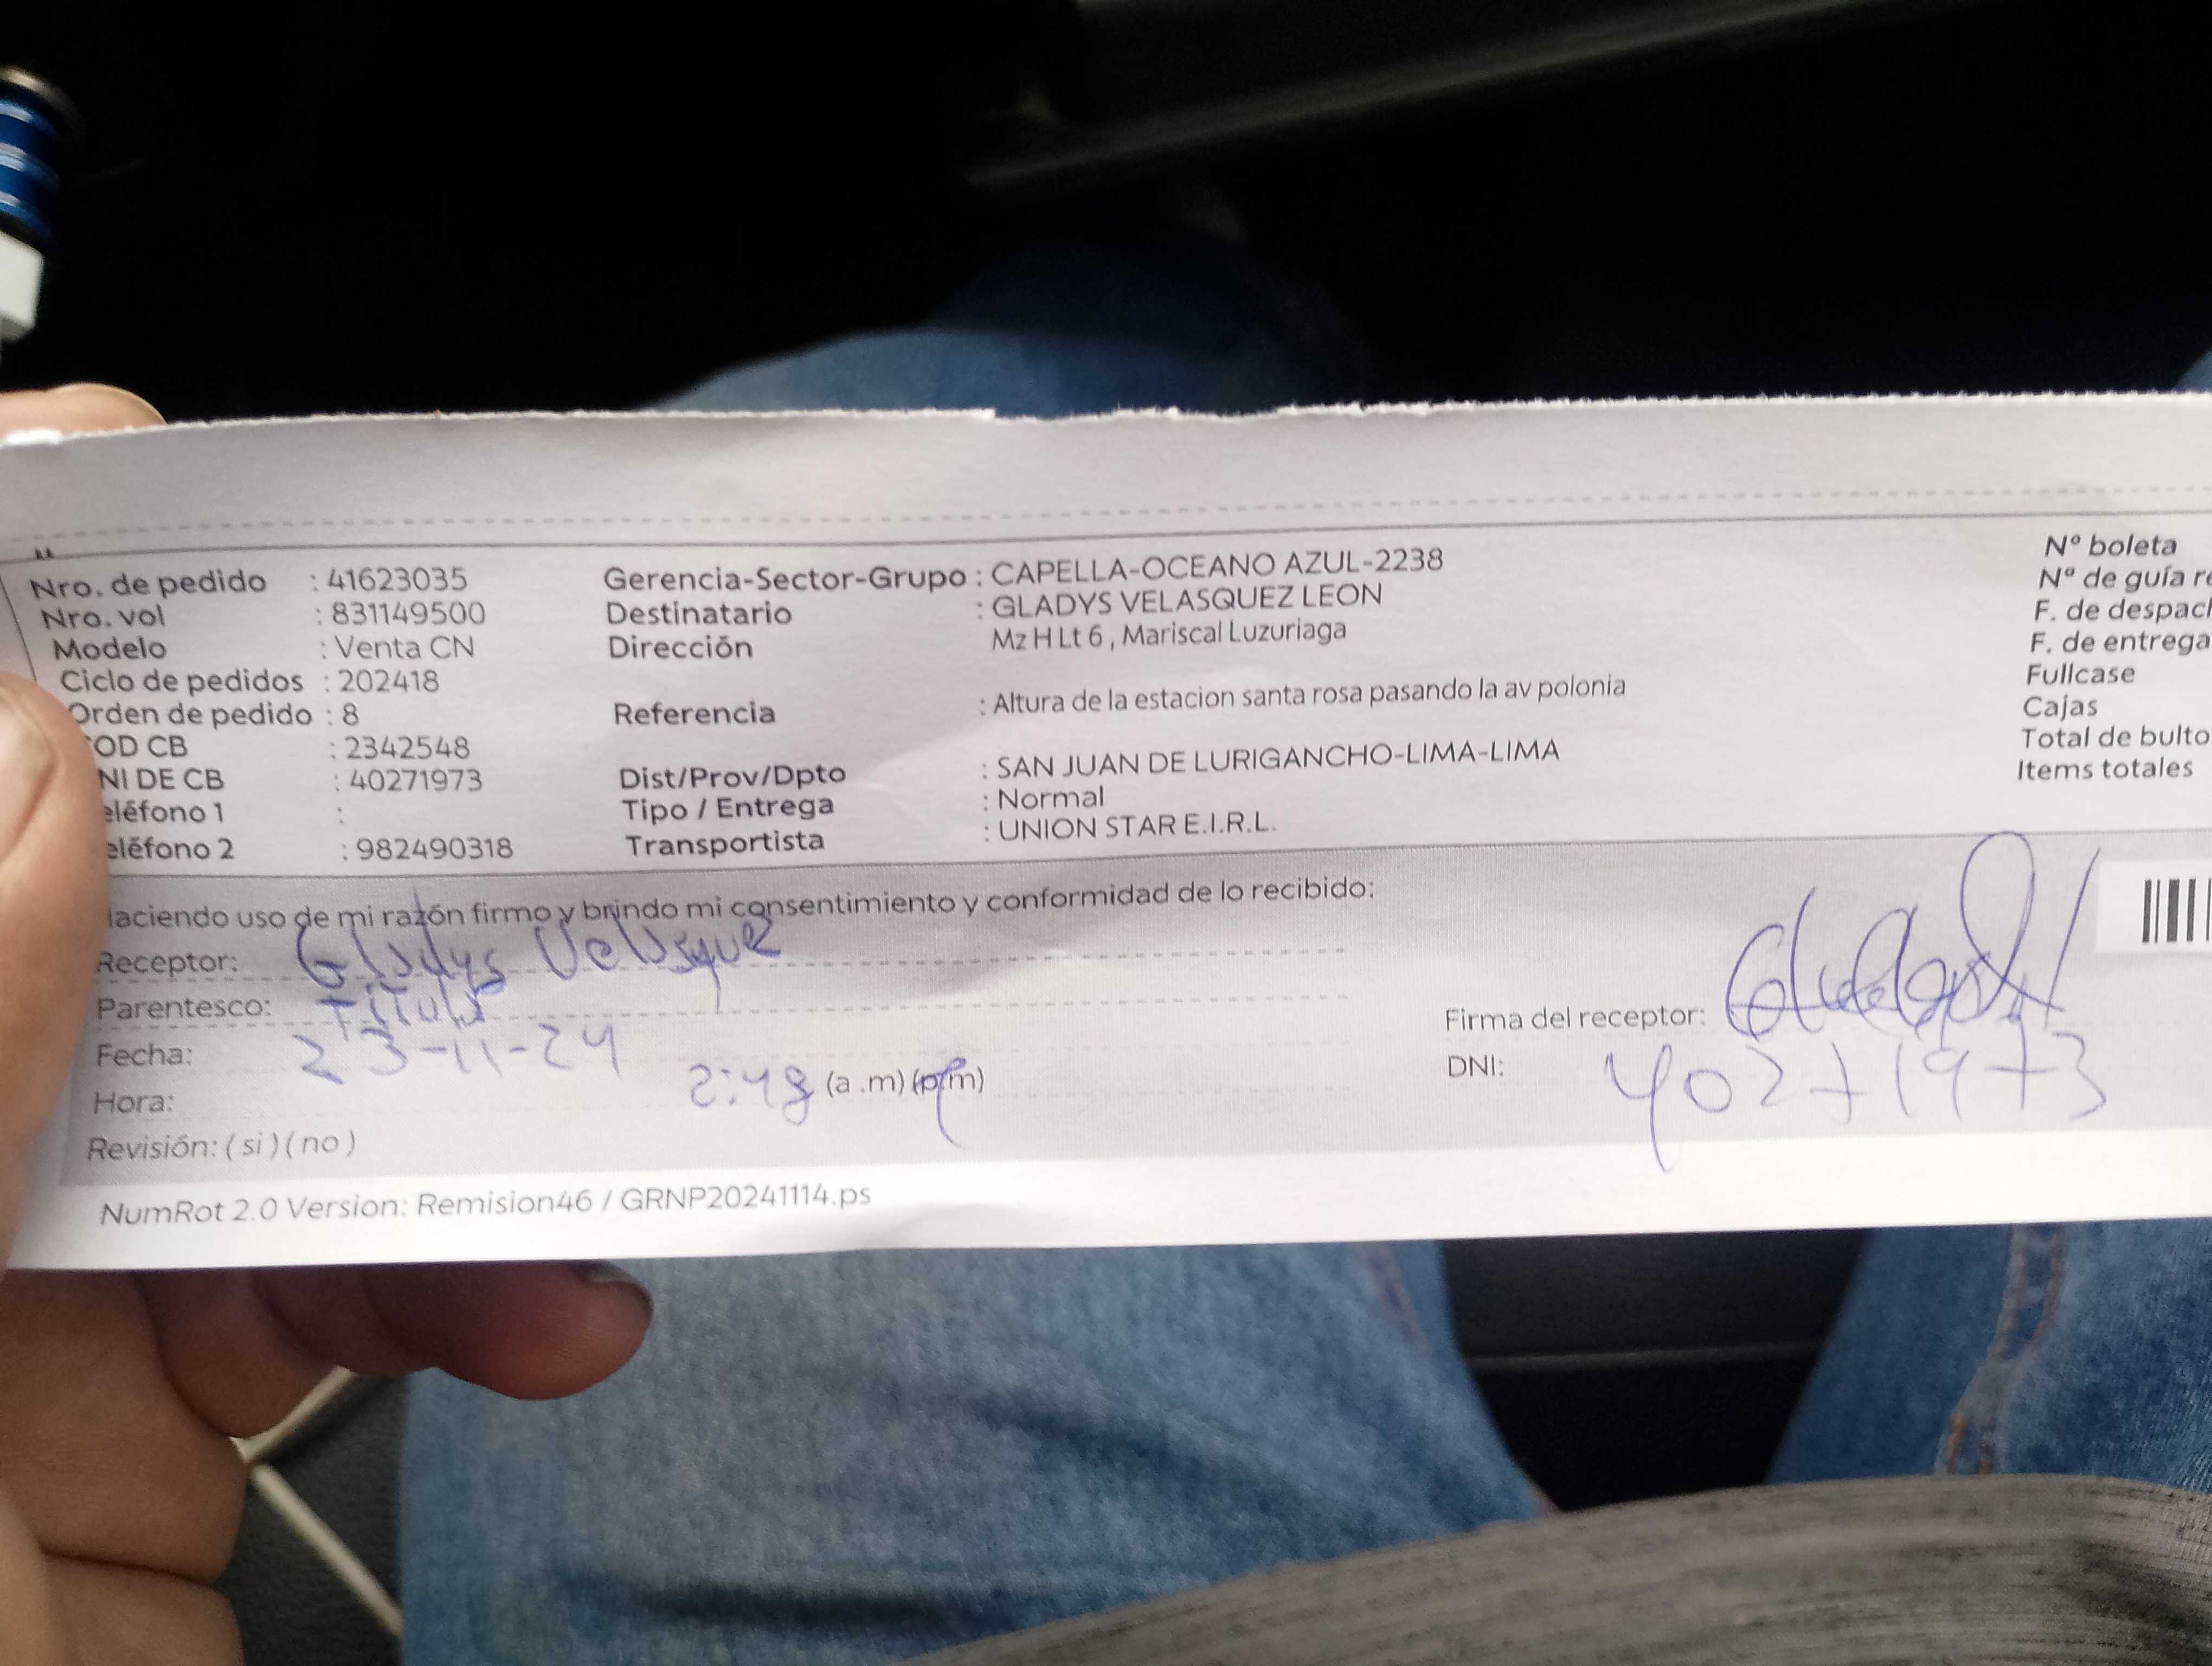 Nro. de pedido : 41623035
Nro. vol : 831149500
Modelo : Venta CN
Ciclo de pedidos : 202418
Orden de pedido : 8
OD CB : 2342548
NI DE CB : 40271973
eléfono 1 :
eléfono 2 : 982490318
Gerencia-Sector-Grupo : CAPELLA-OCEANO AZUL-2238
Destinatario : GLADYS VELASQUEZ LEON
Dirección Mz H Lt 6 , Mariscal Luzuriaga
Referencia : Altura de la estacion santa rosa pasando la av polonia
Dist/Prov/Dpto : SAN JUAN DE LURIGANCHO-LIMA-LIMA
Tipo / Entrega : Normal
Transportista : UNION STAR E.I.R.L.
Nº boleta
Nº de guía re
F. de despach
F. de entrega
Fullcase
Cajas
Total de bulto
Items totales
aciendo uso de mi razón firmo y brindo mi consentimiento y conformidad de lo recibido:
Receptor: Gladys Velasquez
Parentesco: Titular
Fecha: 23-11-24
Hora: 2:48 (a .m) (p.m)
Revisión: ( si ) ( no )
Firma del receptor:
DNI: 40271973
NumRot 2.0 Version: Remision46 / GRNP20241114.ps